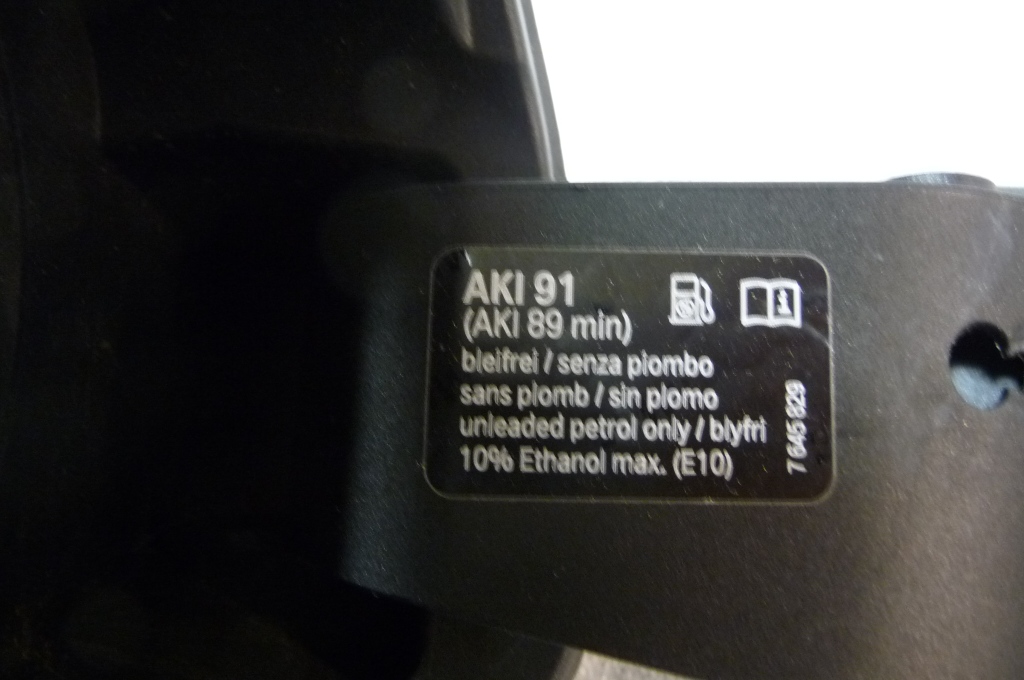 AKI 91
(AKI 89 min)
bleifrei / senza piombo
sans plomb / sin plomo
unleaded petrol only / blyfri
10% Ethanol max. (E10)
7 645 829